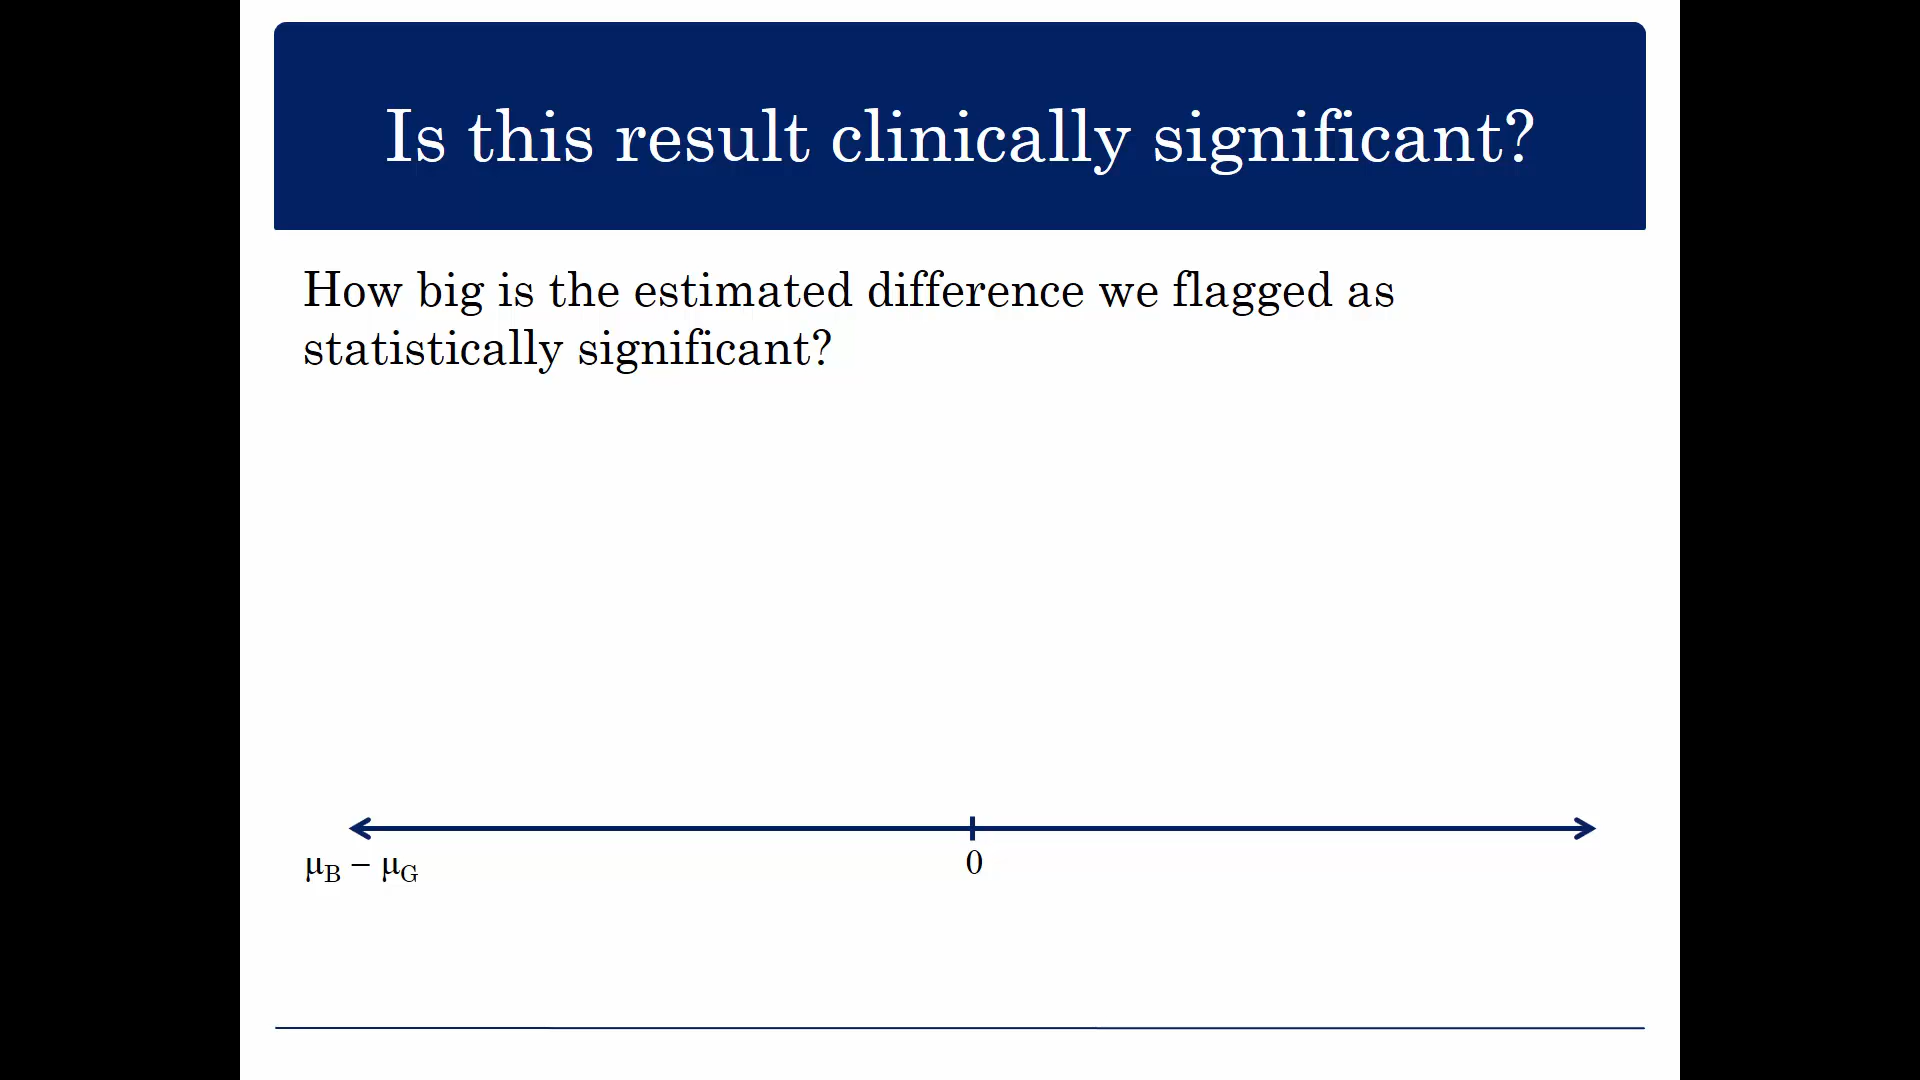 Is this result clinically significant?
How big is the estimated difference we flagged as
statistically significant?
μB – μG
0